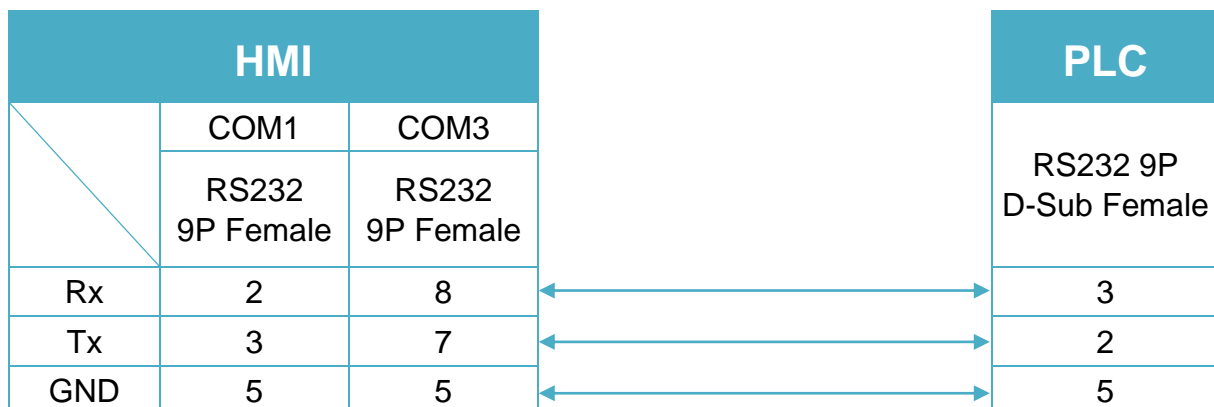 HMI
PLC
COM1
COM3
RS232
9P Female
RS232
9P Female
RS232 9P
D-Sub Female
Rx 2 8 3
Tx 3 7 2
GND 5 5 5